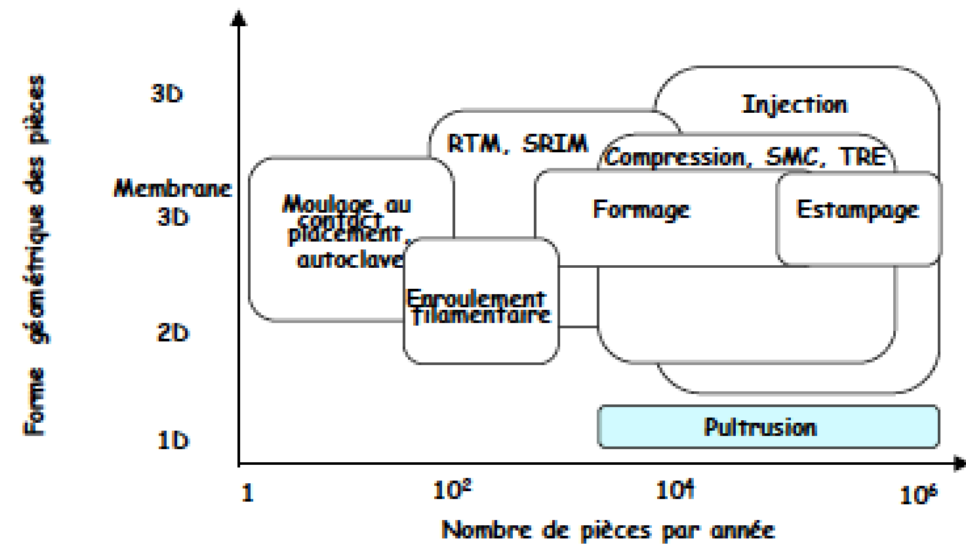 Forme géométrique des pièces
3D
Membrane
3D
2D
1D
Injection
RTM, SRIM
Compression, SMC, TRE
Moulage au
contact,
placement,
autoclave
Formage
Estampage
Enroulement
filamentaire
Pultrusion
1
10²
10⁴
10⁶
Nombre de pièces par année